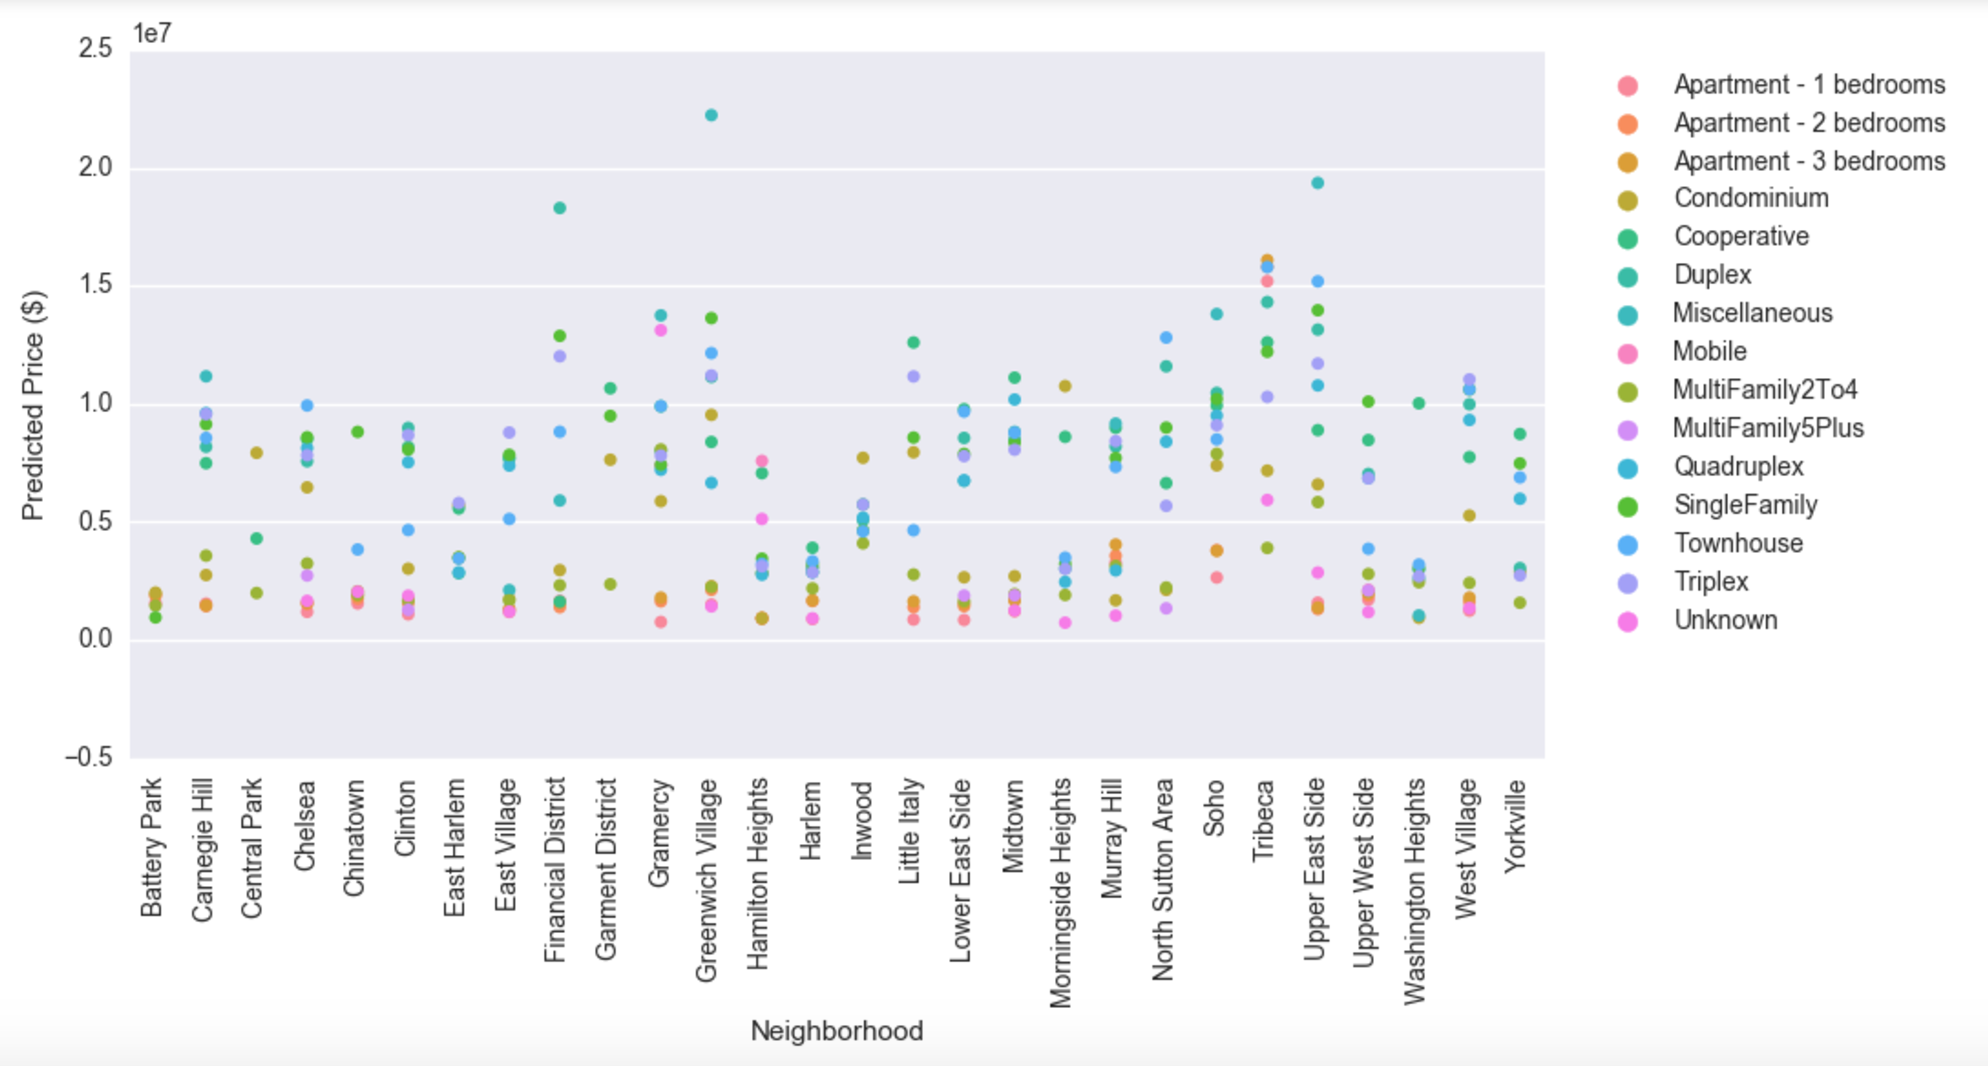 1e7
2.5
2.0
1.5
1.0
0.5
0.0
−0.5
Predicted Price ($)
Battery Park
Carnegie Hill
Central Park
Chelsea
Chinatown
Clinton
East Harlem
East Village
Financial District
Garment District
Gramercy
Greenwich Village
Hamilton Heights
Harlem
Inwood
Little Italy
Lower East Side
Midtown
Morningside Heights
Murray Hill
North Sutton Area
Soho
Tribeca
Upper East Side
Upper West Side
Washington Heights
West Village
Yorkville
Neighborhood
Apartment - 1 bedrooms
Apartment - 2 bedrooms
Apartment - 3 bedrooms
Condominium
Cooperative
Duplex
Miscellaneous
Mobile
MultiFamily2To4
MultiFamily5Plus
Quadruplex
SingleFamily
Townhouse
Triplex
Unknown